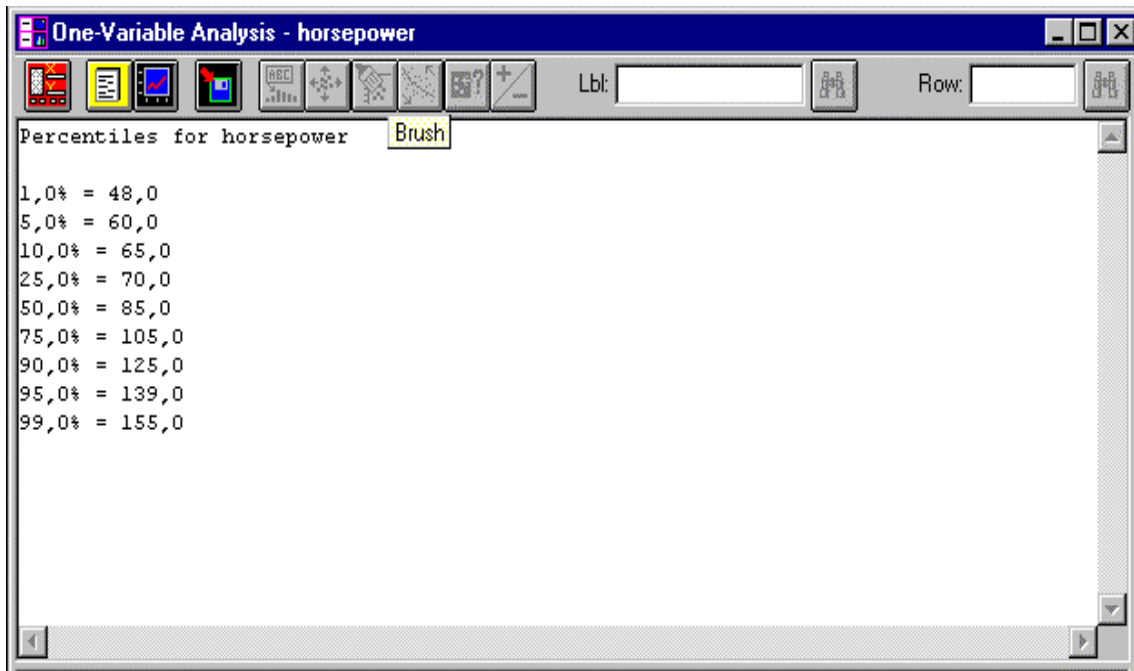 One-Variable Analysis - horsepower
ABC
Lbl:
Row:
Brush
Percentiles for horsepower
1,0% = 48,0
5,0% = 60,0
10,0% = 65,0
25,0% = 70,0
50,0% = 85,0
75,0% = 105,0
90,0% = 125,0
95,0% = 139,0
99,0% = 155,0